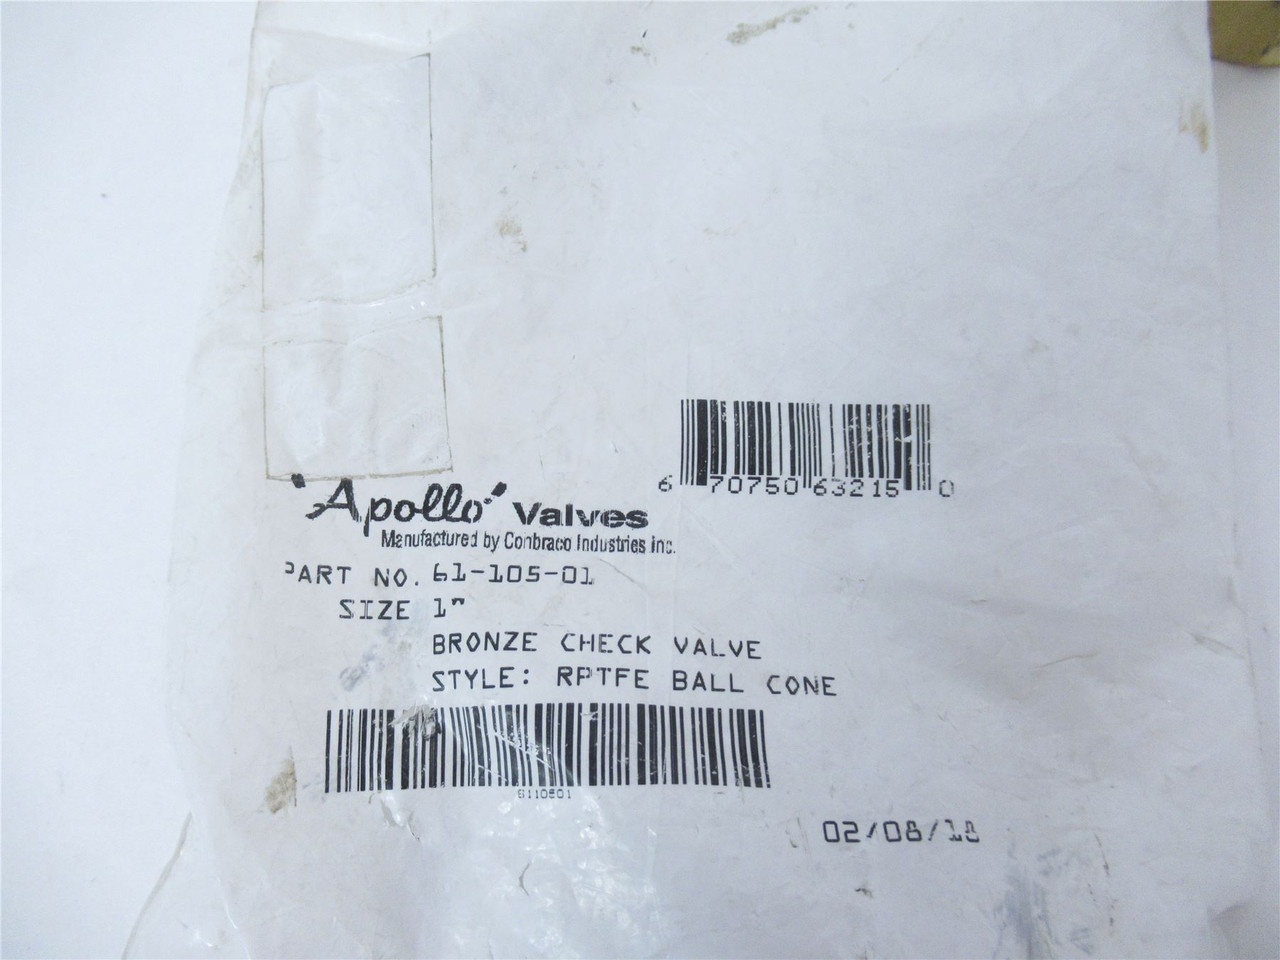 6 70750 63215 0
"Apollo" Valves
Manufactured by Conbraco Industries Inc.
PART NO. 61-105-01
SIZE 1"
BRONZE CHECK VALVE
STYLE: RPTFE BALL CONE
6110501
02/08/18